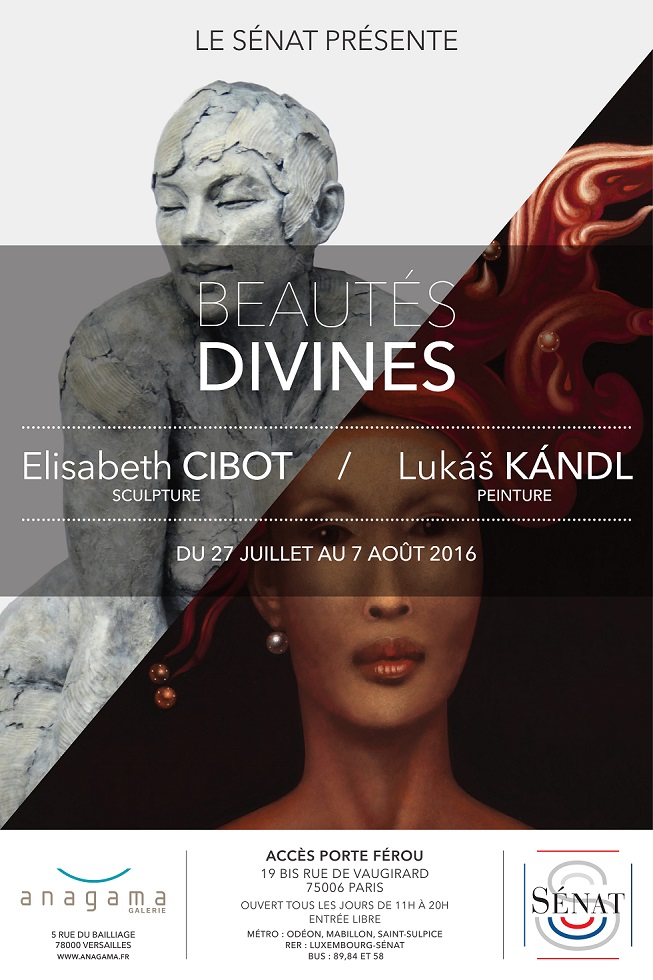 LE SÉNAT PRÉSENTE
BEAUTÉS
DIVINES
Elisabeth CIBOT / Lukáš KÁNDL
SCULPTURE PEINTURE
DU 27 JUILLET AU 7 AOÛT 2016
anagama
GALERIE
5 RUE DU BAILLIAGE
78000 VERSAILLES
WWW.ANAGAMA.FR
ACCÈS PORTE FÉROU
19 BIS RUE DE VAUGIRARD
75006 PARIS
OUVERT TOUS LES JOURS DE 11H À 20H
ENTRÉE LIBRE
MÉTRO : ODÉON, MABILLON, SAINT-SULPICE
RER : LUXEMBOURG-SÉNAT
BUS : 89,84 ET 58
S
SÉNAT